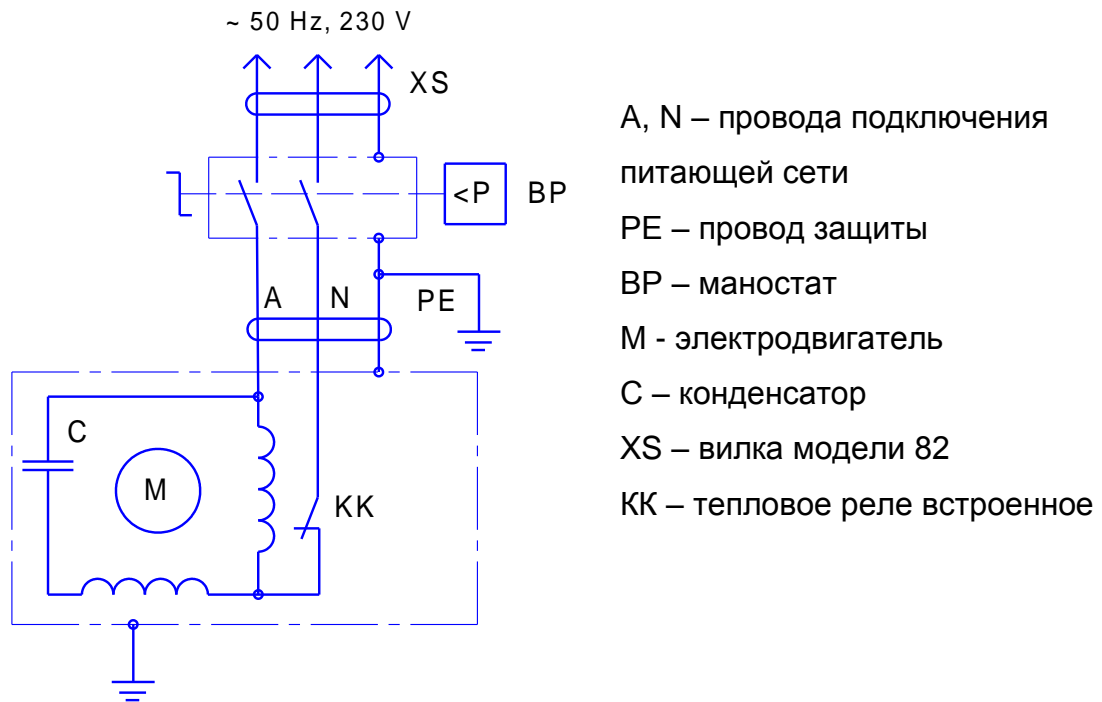 ~ 50 Hz, 230 V
XS
<P
BP
A
N
PE
C
M
KK
A, N – провода подключения
питающей сети
PE – провод защиты
BP – маностат
M - электродвигатель
C – конденсатор
XS – вилка модели 82
КК – тепловое реле встроенное